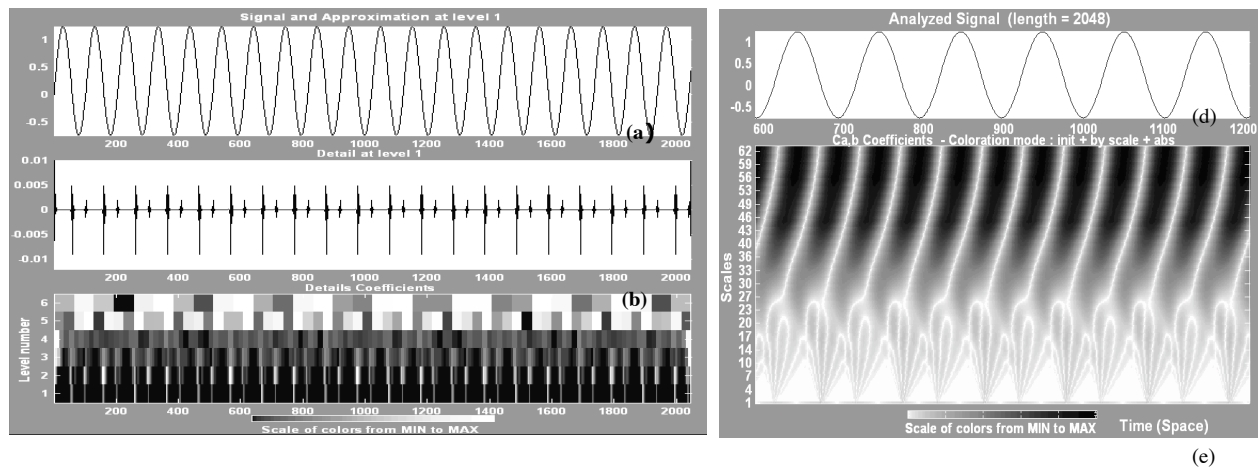 Signal and Approximation at level 1
1
0.5
0
-0.5
(a)
200 400 600 800 1000 1200 1400 1600 1800 2000
Detail at level 1
0.01
0.005
0
-0.005
-0.01
200 400 600 800 1000 1200 1400 1600 1800 2000
Details Coefficients
(b)
Level number
6
5
4
3
2
1
200 400 600 800 1000 1200 1400 1600 1800 2000
Scale of colors from MIN to MAX
Analyzed Signal (length = 2048)
1
0.5
0
-0.5
(d)
600 700 800 900 1000 1100 1200
Ca,b Coefficients - Coloration mode : init + by scale + abs
Scales
62
59
56
53
49
46
43
40
36
33
30
27
23
20
17
14
10
7
4
1
Scale of colors from MIN to MAX
Time (Space)
(e)